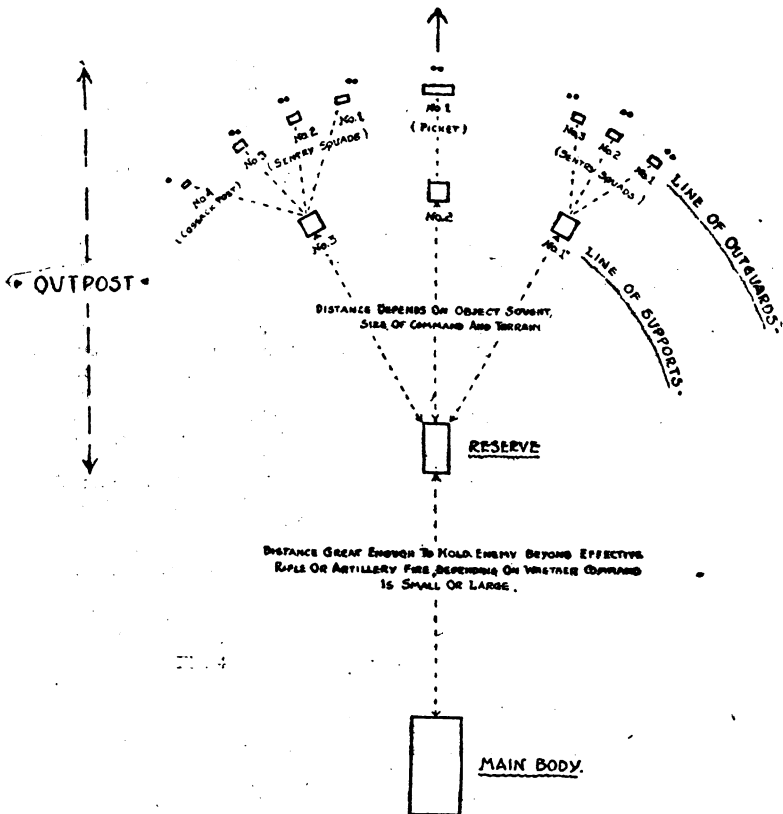 No.1
(PICKET)
No.1
No.2
No.3
(SENTRY SQUADS)
No.4
(COSSACK POST)
No.3
No.2
(SENTRY SQUADS)
No.1
No.3
No.2
No.1
LINE OF OUTGUARDS.
LINE OF SUPPORTS.
OUTPOST
DISTANCE DEPENDS ON OBJECT SOUGHT,
SIZE OF COMMAND AND TERRAIN
RESERVE
DISTANCE GREAT ENOUGH TO HOLD ENEMY BEYOND EFFECTIVE
RIFLE OR ARTILLERY FIRE, DEPENDING ON WHETHER COMMAND
IS SMALL OR LARGE.
MAIN BODY.